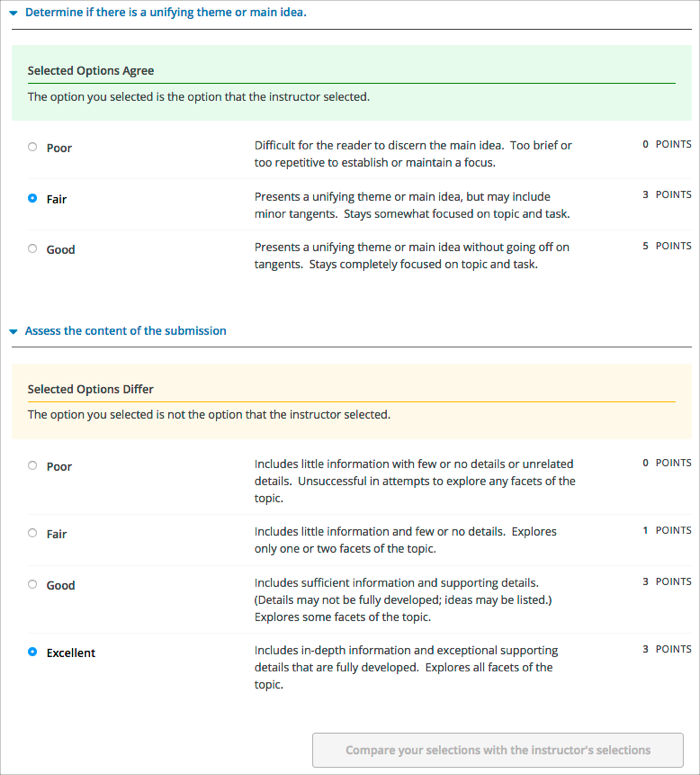 Determine if there is a unifying theme or main idea.
Selected Options Agree
The option you selected is the option that the instructor selected.
Poor
Difficult for the reader to discern the main idea. Too brief or
too repetitive to establish or maintain a focus.
0 POINTS
Fair
Presents a unifying theme or main idea, but may include
minor tangents. Stays somewhat focused on topic and task.
3 POINTS
Good
Presents a unifying theme or main idea without going off on
tangents. Stays completely focused on topic and task.
5 POINTS
Assess the content of the submission
Selected Options Differ
The option you selected is not the option that the instructor selected.
Poor
Includes little information with few or no details or unrelated
details. Unsuccessful in attempts to explore any facets of the
topic.
0 POINTS
Fair
Includes little information and few or no details. Explores
only one or two facets of the topic.
1 POINTS
Good
Includes sufficient information and supporting details.
(Details may not be fully developed; ideas may be listed.)
Explores some facets of the topic.
3 POINTS
Excellent
Includes in-depth information and exceptional supporting
details that are fully developed. Explores all facets of the
topic.
3 POINTS
Compare your selections with the instructor's selections